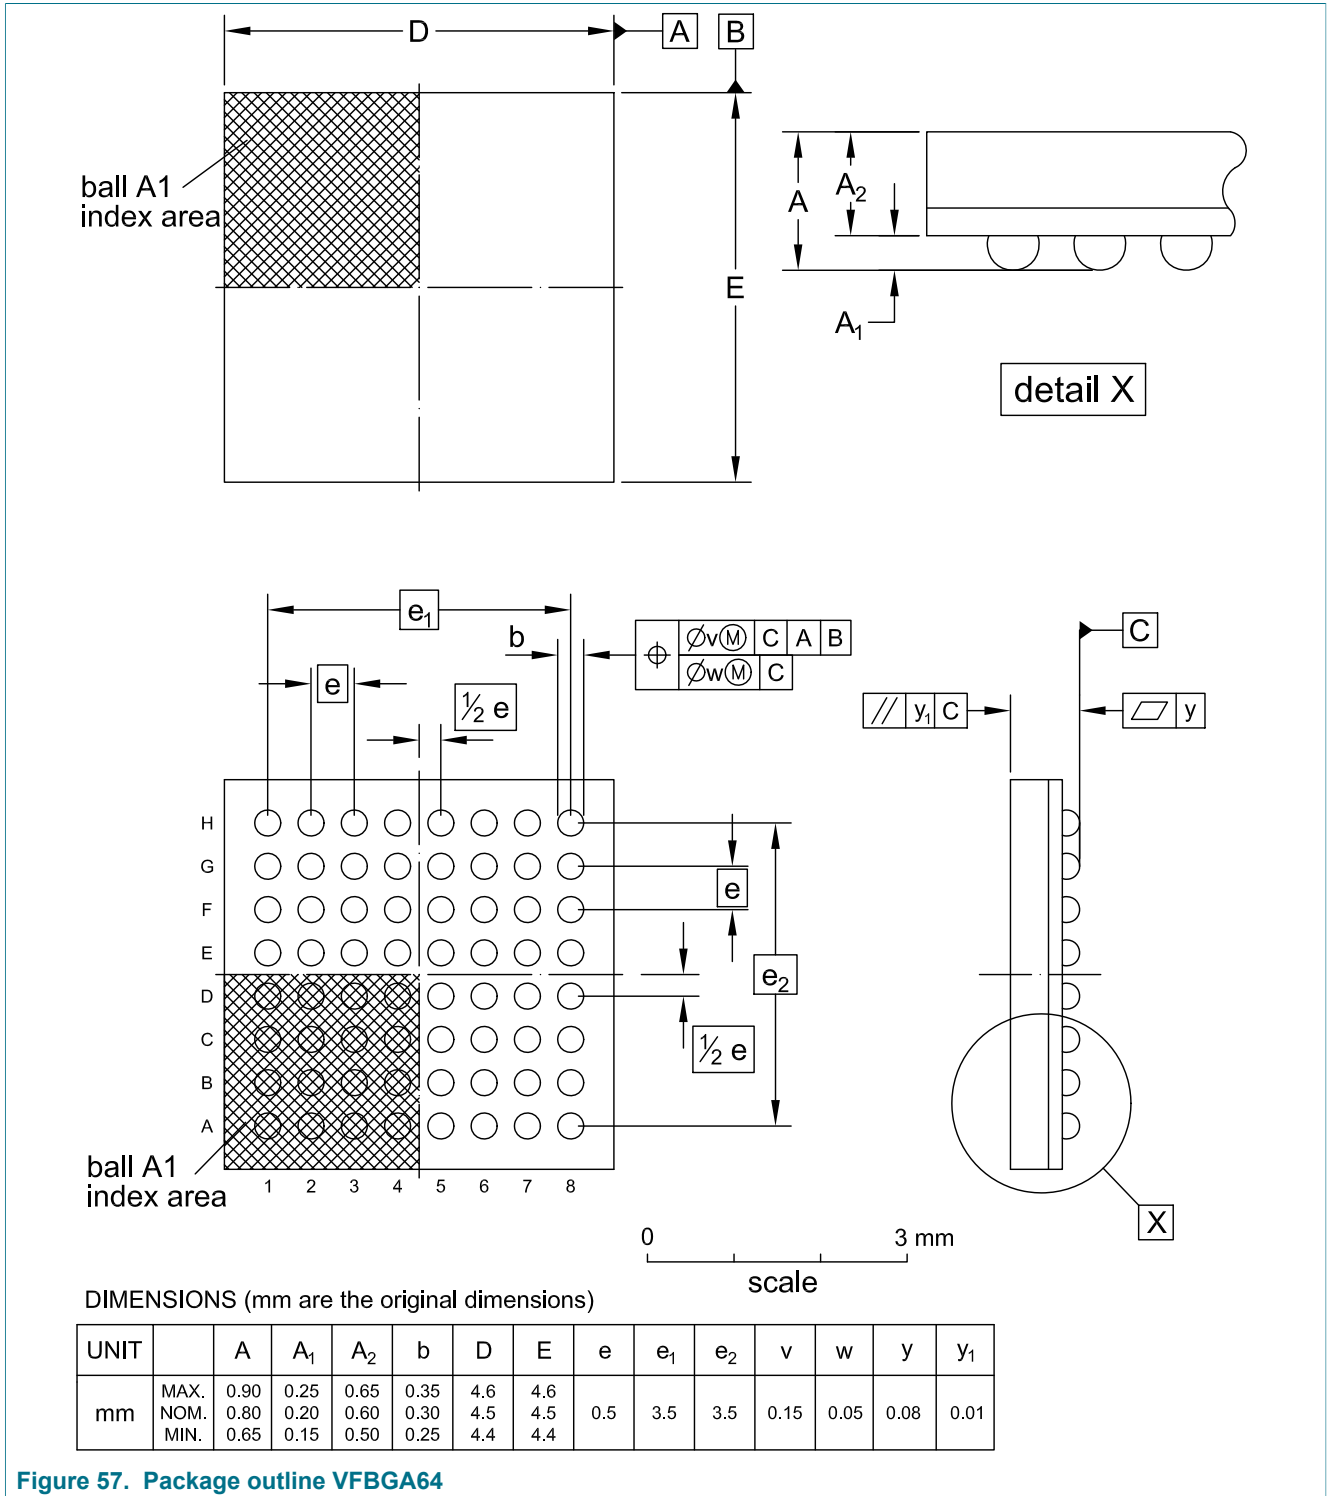 D
A
B
ball A1
index area
E
A
A2
A1
detail X
e1
e
½ e
b
Øv Ⓜ C A B
Øw Ⓜ C
C
// y1 C
y
H
G
F
E
D
C
B
A
e
e2
½ e
ball A1
index area
1 2 3 4 5 6 7 8
X
0 3 mm
scale
DIMENSIONS (mm are the original dimensions)
UNIT A A1 A2 b D E e e1 e2 v w y y1
mm
MAX. 0.90 0.25 0.65 0.35 4.6 4.6
NOM. 0.80 0.20 0.60 0.30 4.5 4.5 0.5 3.5 3.5 0.15 0.05 0.08 0.01
MIN. 0.65 0.15 0.50 0.25 4.4 4.4
Figure 57. Package outline VFBGA64